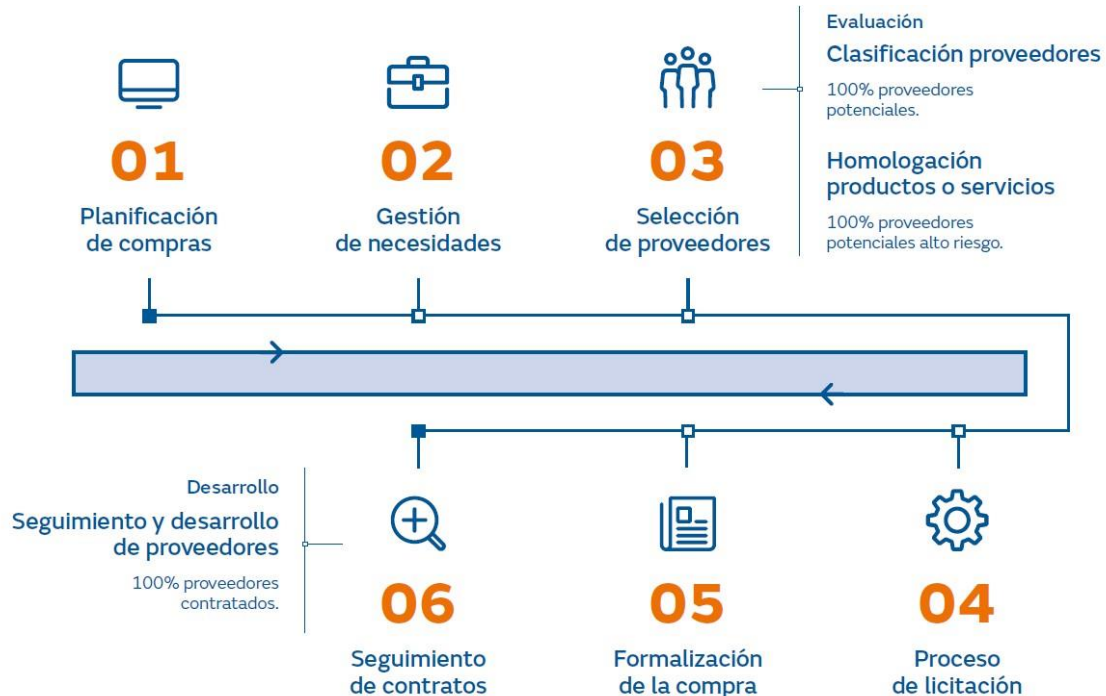 01
Planificación
de compras
02
Gestión
de necesidades
03
Selección
de proveedores
Evaluación
Clasificación proveedores
100% proveedores
potenciales.
Homologación
productos o servicios
100% proveedores
potenciales alto riesgo.
04
Proceso
de licitación
05
Formalización
de la compra
06
Seguimiento
de contratos
Desarrollo
Seguimiento y desarrollo
de proveedores
100% proveedores
contratados.